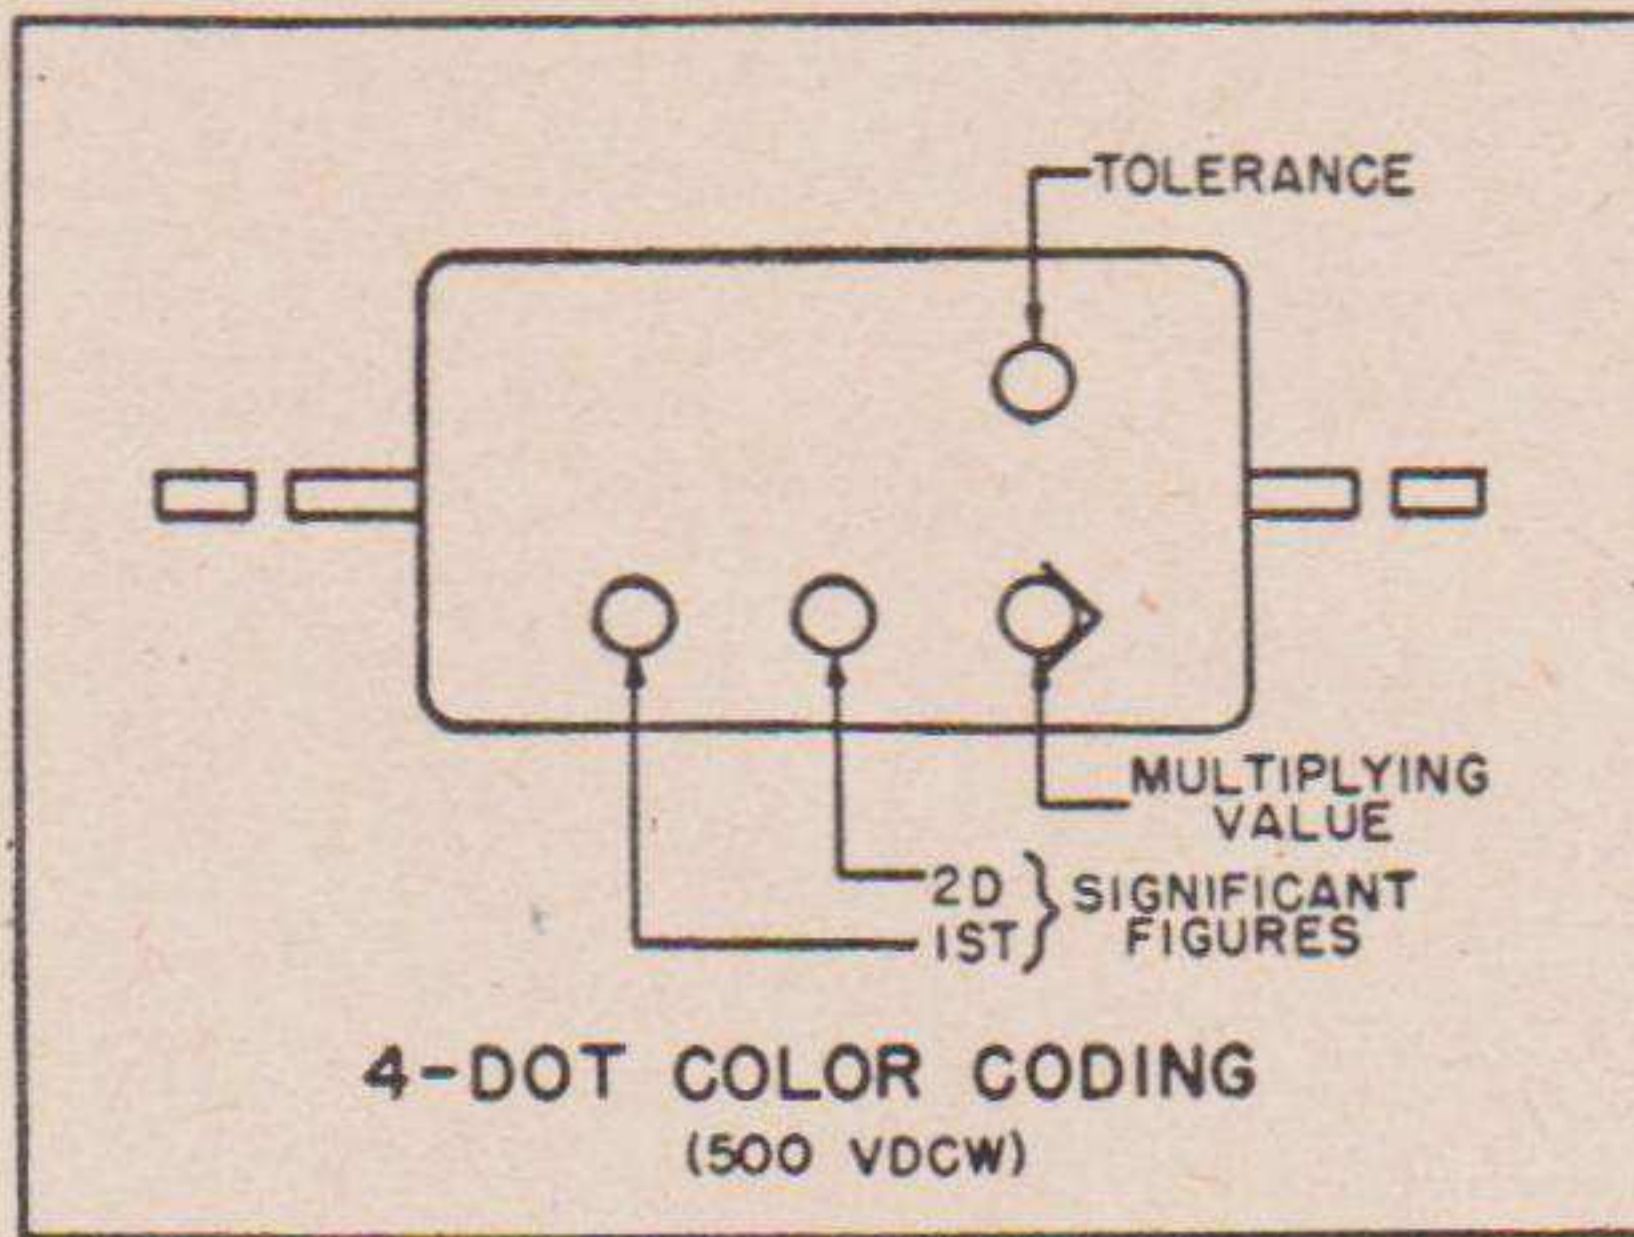 TOLERANCE
MULTIPLYING
VALUE
2D
1ST
SIGNIFICANT
FIGURES
4-DOT COLOR CODING
(500 VDCW)